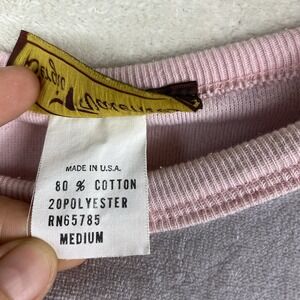 MADE IN U.S.A.
80 % COTTON
20POLYESTER
RN65785
MEDIUM